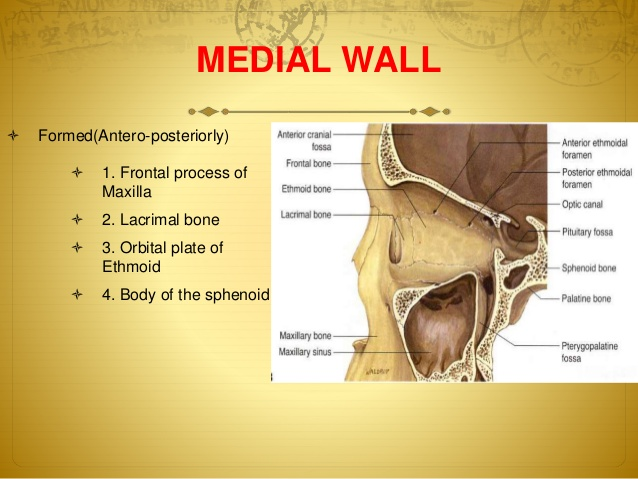 MEDIAL WALL
Formed(Antero-posteriorly)
1. Frontal process of
Maxilla
2. Lacrimal bone
3. Orbital plate of
Ethmoid
4. Body of the sphenoid
Anterior cranial
fossa
Frontal bone
Ethmoid bone
Lacrimal bone
Maxillary bone
Maxillary sinus
Anterior ethmoidal
foramen
Posterior ethmoidal
foramen
Optic canal
Pituitary fossa
Sphenoid bone
Palatine bone
Pterygopalatine
fossa